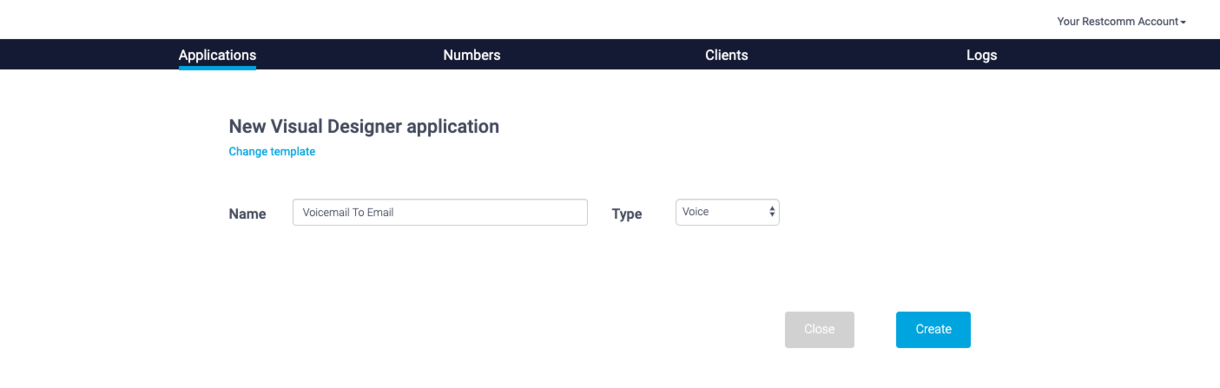 Your Restcomm Account
Applications Numbers Clients Logs
New Visual Designer application
Change template
Name Voicemail To Email Type Voice
Close Create